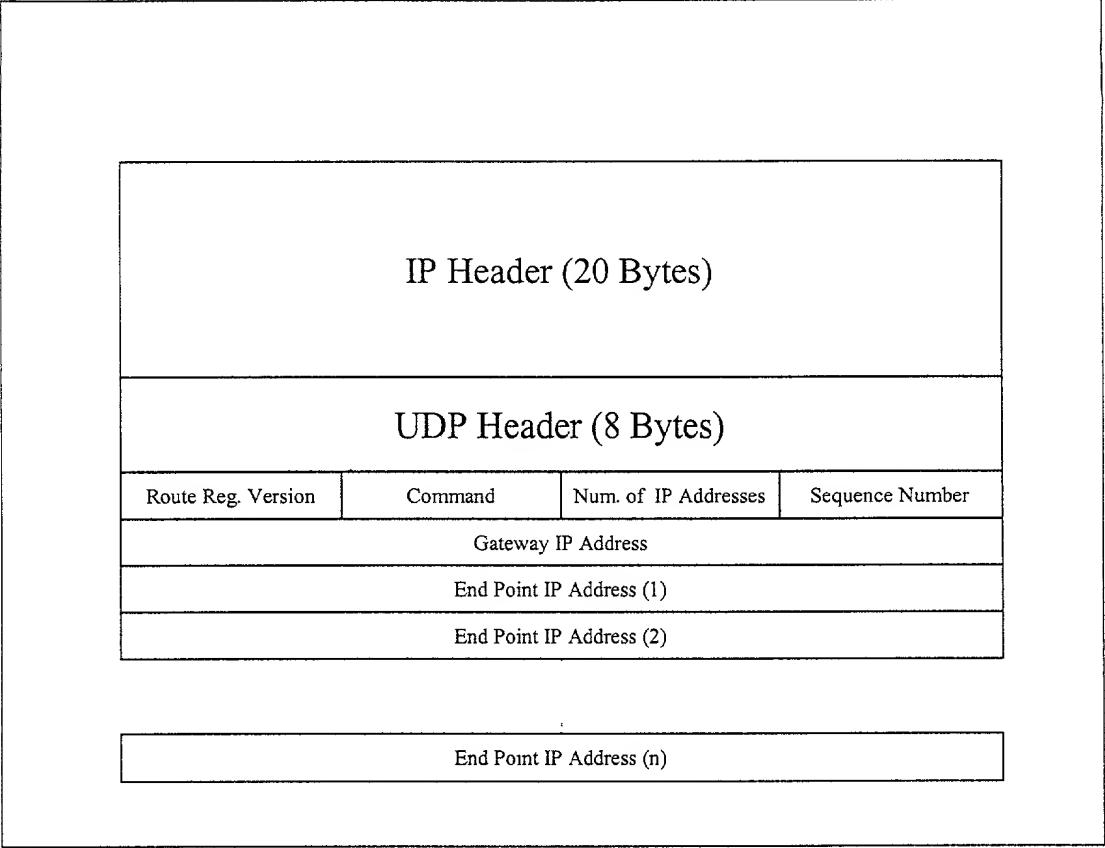 IP Header (20 Bytes)
UDP Header (8 Bytes)
Route Reg. Version Command Num. of IP Addresses Sequence Number
Gateway IP Address
End Point IP Address (1)
End Point IP Address (2)
End Point IP Address (n)